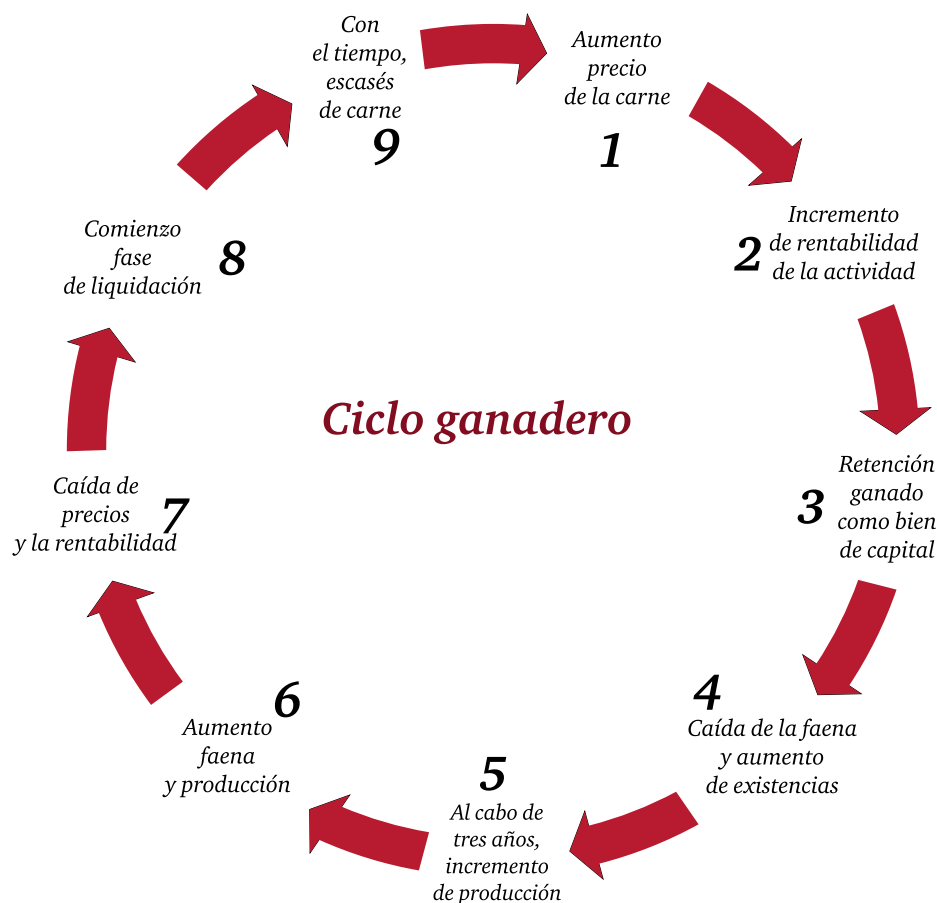 Ciclo ganadero
Aumento
precio
de la carne
1
2
Incremento
de rentabilidad
de la actividad
3
Retención
ganado
como bien
de capital
4
Caída de la faena
y aumento
de existencias
5
Al cabo de
tres años,
incremento
de producción
6
Aumento
faena
y producción
7
Caída de
precios
y la rentabilidad
8
Comienzo
fase
de liquidación
Con
el tiempo,
escasés
de carne
9